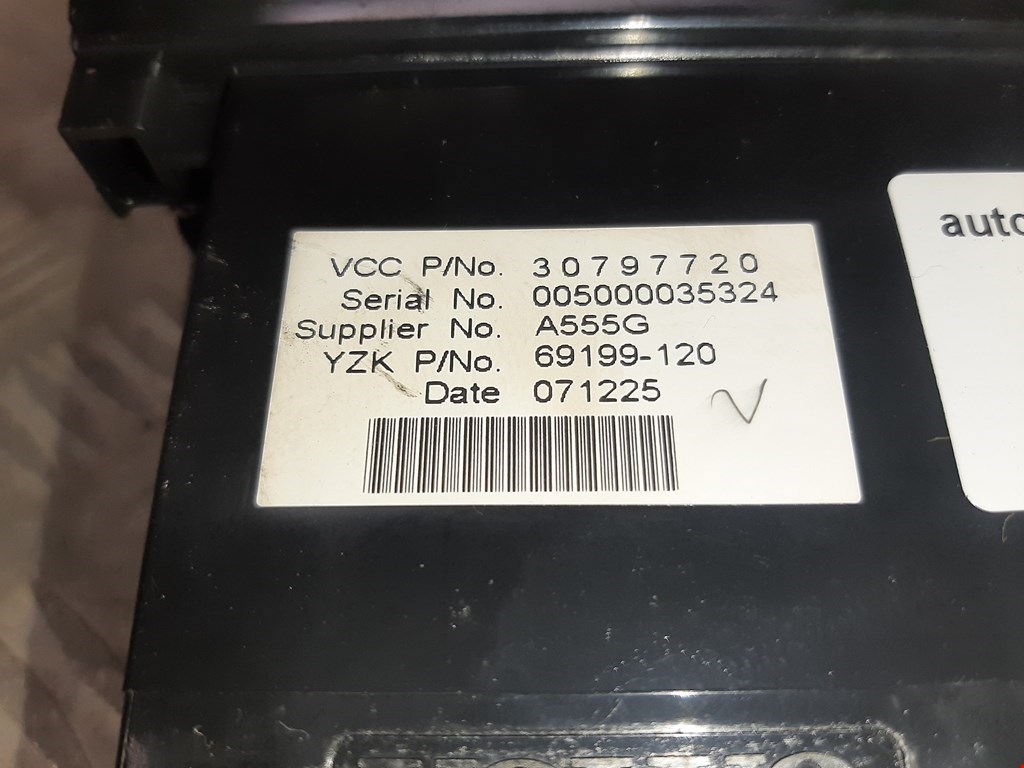 VCC P/No. 30797720
Serial No. 005000035324
Supplier No. A555G
YZK P/No. 69199-120
Date 071225
auto